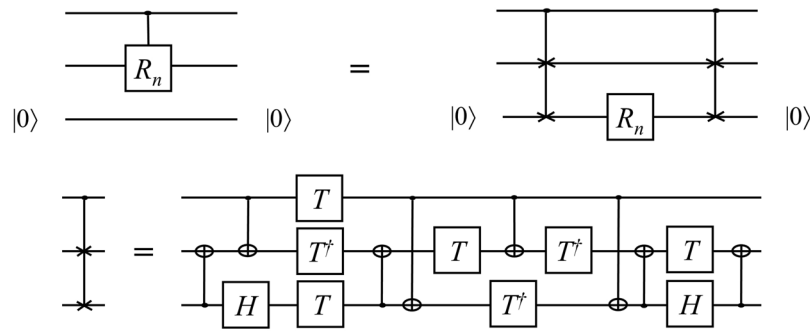 R_n =
|0⟩ |0⟩ |0⟩ R_n |0⟩
T
= T† T T† T
H T T† H